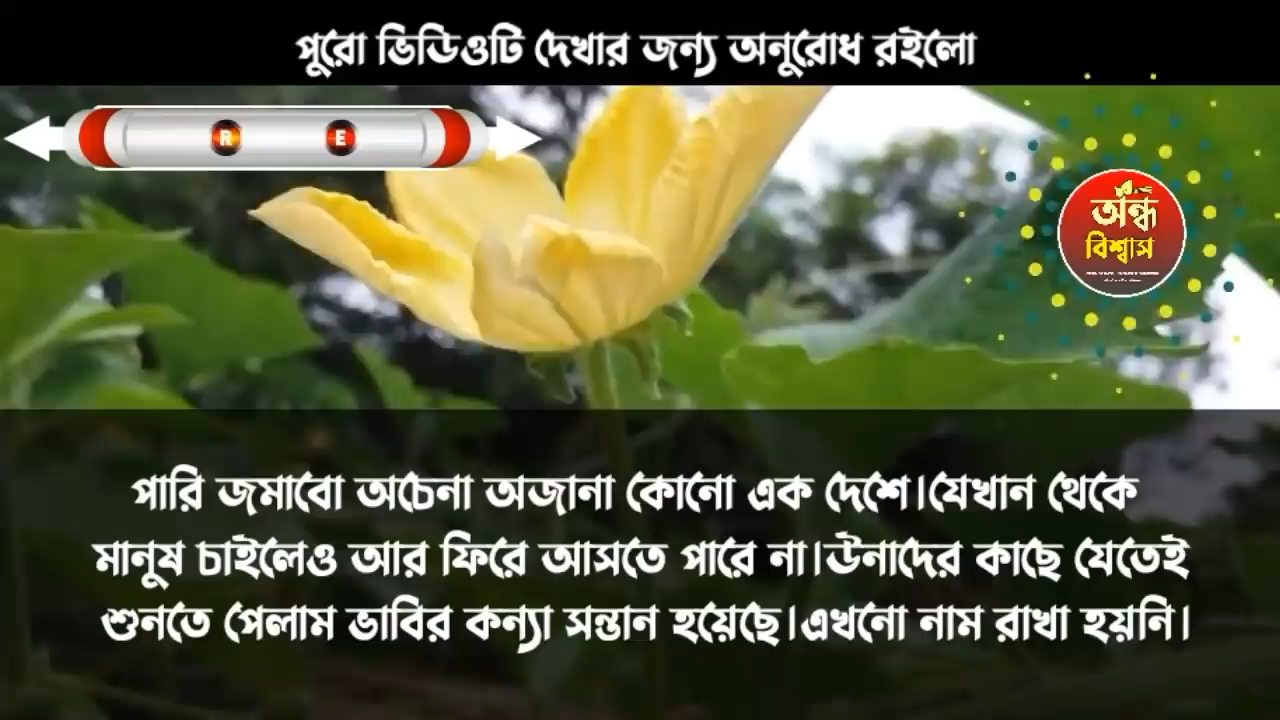 পুরো ভিডিওটি দেখার জন্য অনুরোধ রইলো
R E
অন্ধ
বিশ্বাস
পারি জমাবো অচেনা অজানা কোনো এক দেশে।যেখান থেকে
মানুষ চাইলেও আর ফিরে আসতে পারে না।উনাদের কাছে যেতেই
শুনতে পেলাম ভাবির কন্যা সন্তান হয়েছে।এখনো নাম রাখা হয়নি।